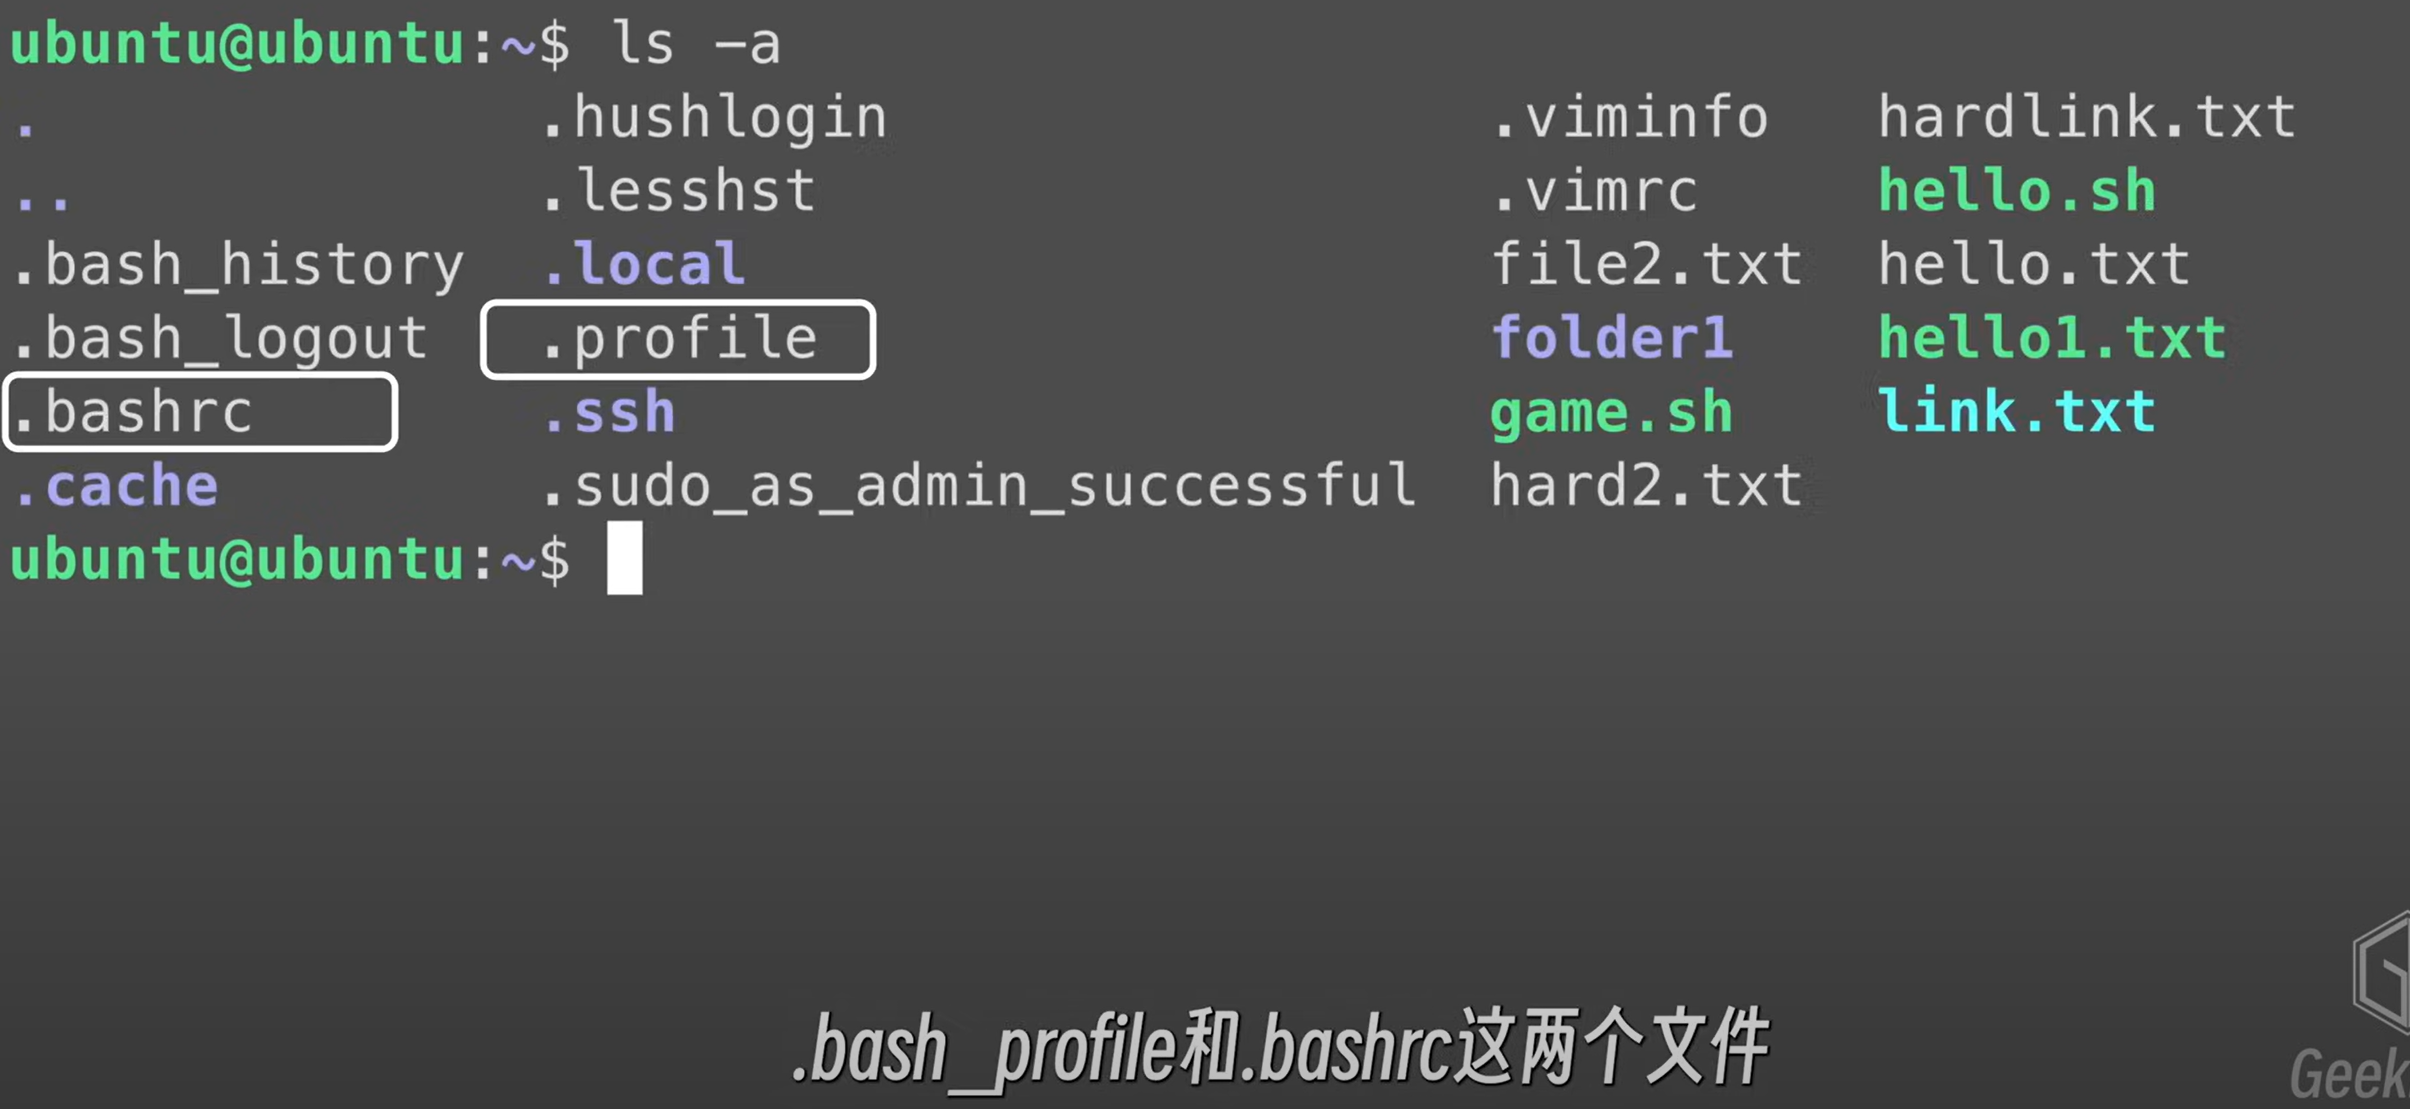 ubuntu@ubuntu:~$ ls -a
. .hushlogin .viminfo hardlink.txt
.. .lesshst .vimrc hello.sh
.bash_history .local file2.txt hello.txt
.bash_logout .profile folder1 hello1.txt
.bashrc .ssh game.sh link.txt
.cache .sudo_as_admin_successful hard2.txt
ubuntu@ubuntu:~$
.bash_profile和.bashrc这两个文件
Geek